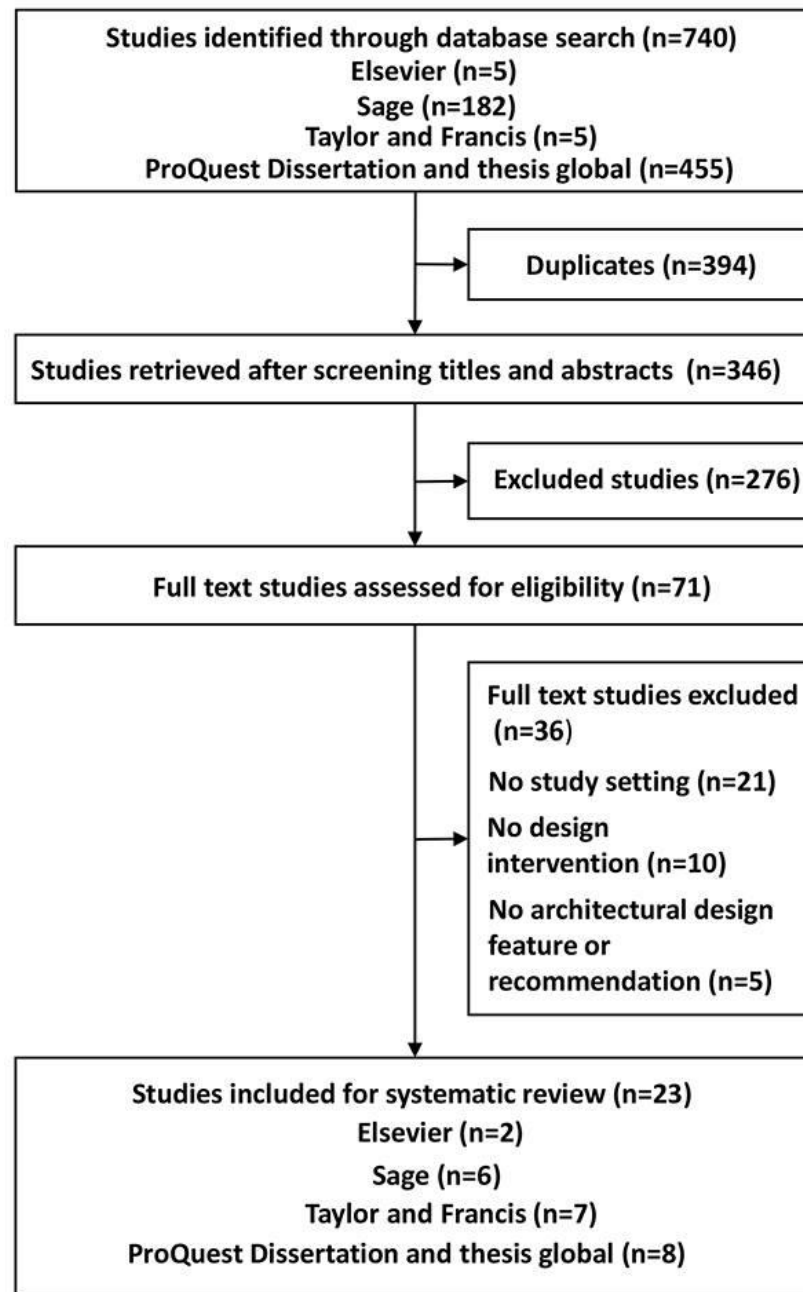 Studies identified through database search (n=740)
Elsevier (n=5)
Sage (n=182)
Taylor and Francis (n=5)
ProQuest Dissertation and thesis global (n=455)
Duplicates (n=394)
Studies retrieved after screening titles and abstracts (n=346)
Excluded studies (n=276)
Full text studies assessed for eligibility (n=71)
Full text studies excluded
(n=36)
No study setting (n=21)
No design
intervention (n=10)
No architectural design
feature or
recommendation (n=5)
Studies included for systematic review (n=23)
Elsevier (n=2)
Sage (n=6)
Taylor and Francis (n=7)
ProQuest Dissertation and thesis global (n=8)